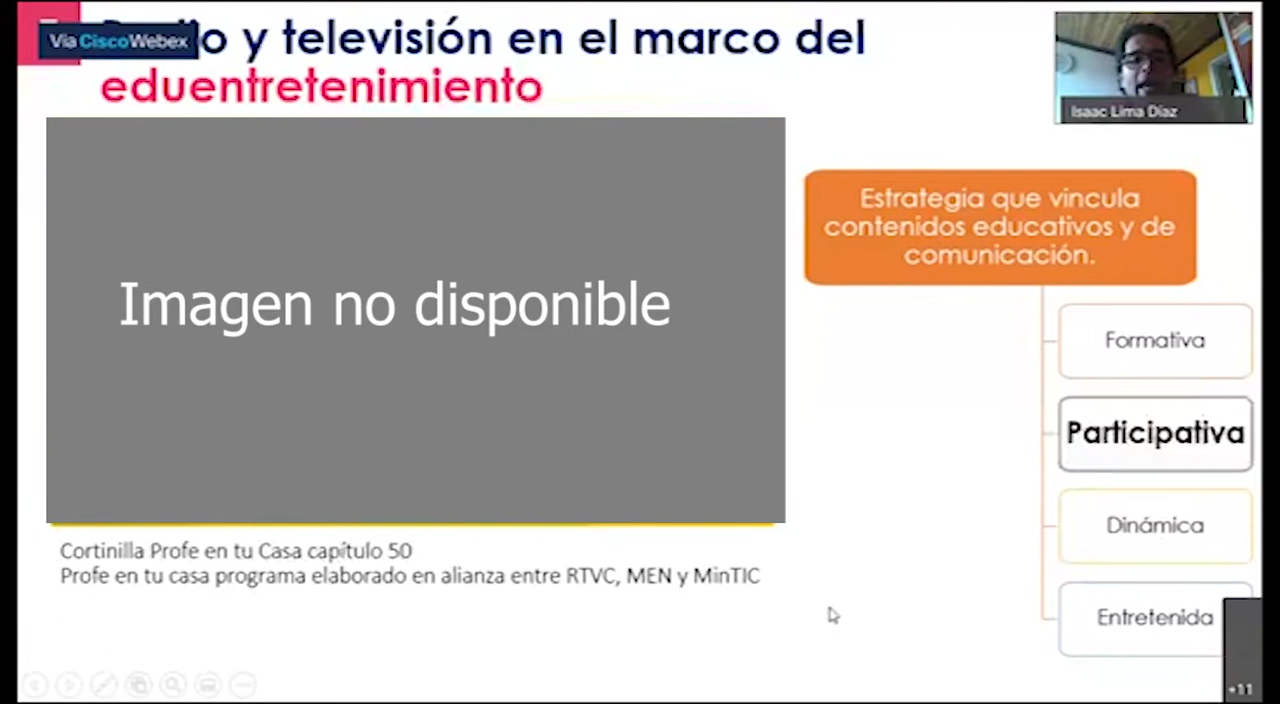 Vía CiscoWebex
y televisión en el marco del
eduentretenimiento
Isaac Lima Díaz
Imagen no disponible
Estrategia que vincula
contenidos educativos y de
comunicación.
Formativa
Participativa
Dinámica
Entretenida
Cortinilla Profe en tu Casa capítulo 50
Profe en tu casa programa elaborado en alianza entre RTVC, MEN y MinTIC
+11